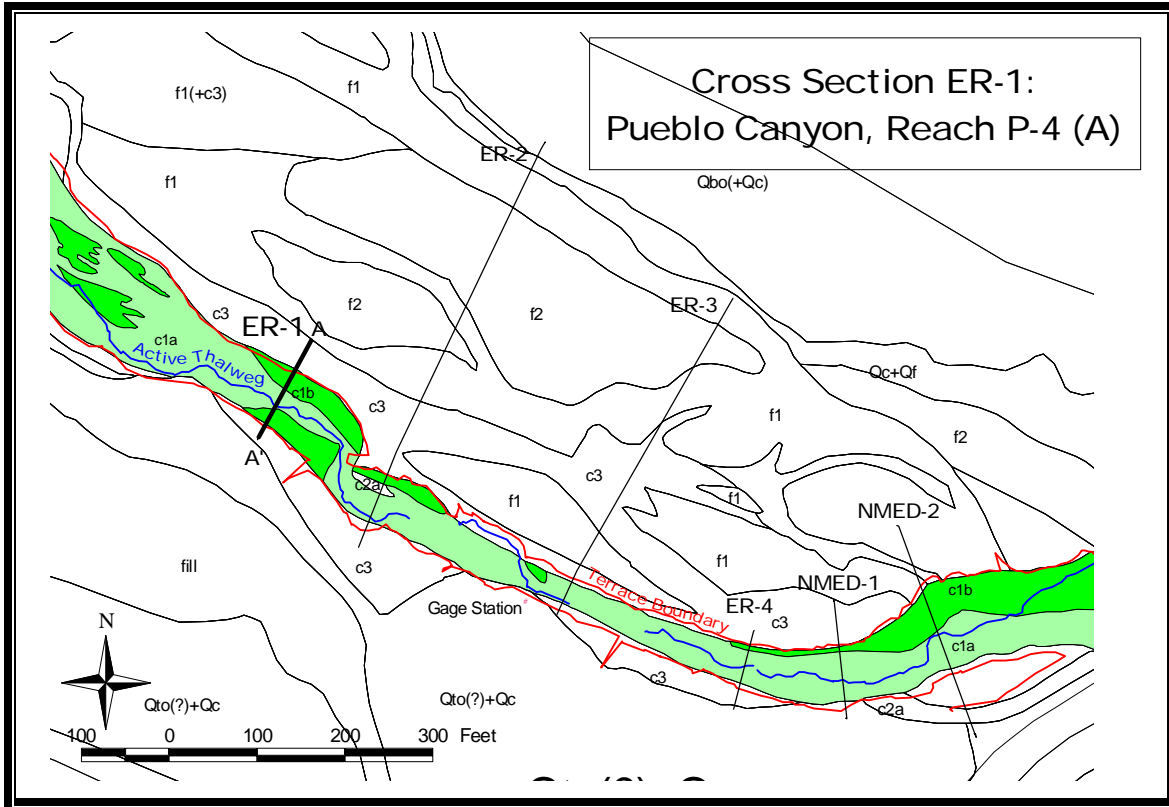 Cross Section ER-1:
Pueblo Canyon, Reach P-4 (A)
f1(+c3)
f1
ER-2
Qbo(+Qc)
f1
ER-3
c3
f2
f2
ER-1 A
c1a
Active Thalweg
c1b
Qc+Qf
c3
f1
f2
A'
c3
c2a
f1
f1
NMED-2
f1
fill
c3
Terrace Boundary
NMED-1
c1b
Gage Station
ER-4
c3
c1a
N
c3
c2a
Qto(?)+Qc
Qto(?)+Qc
100 0 100 200 300 Feet